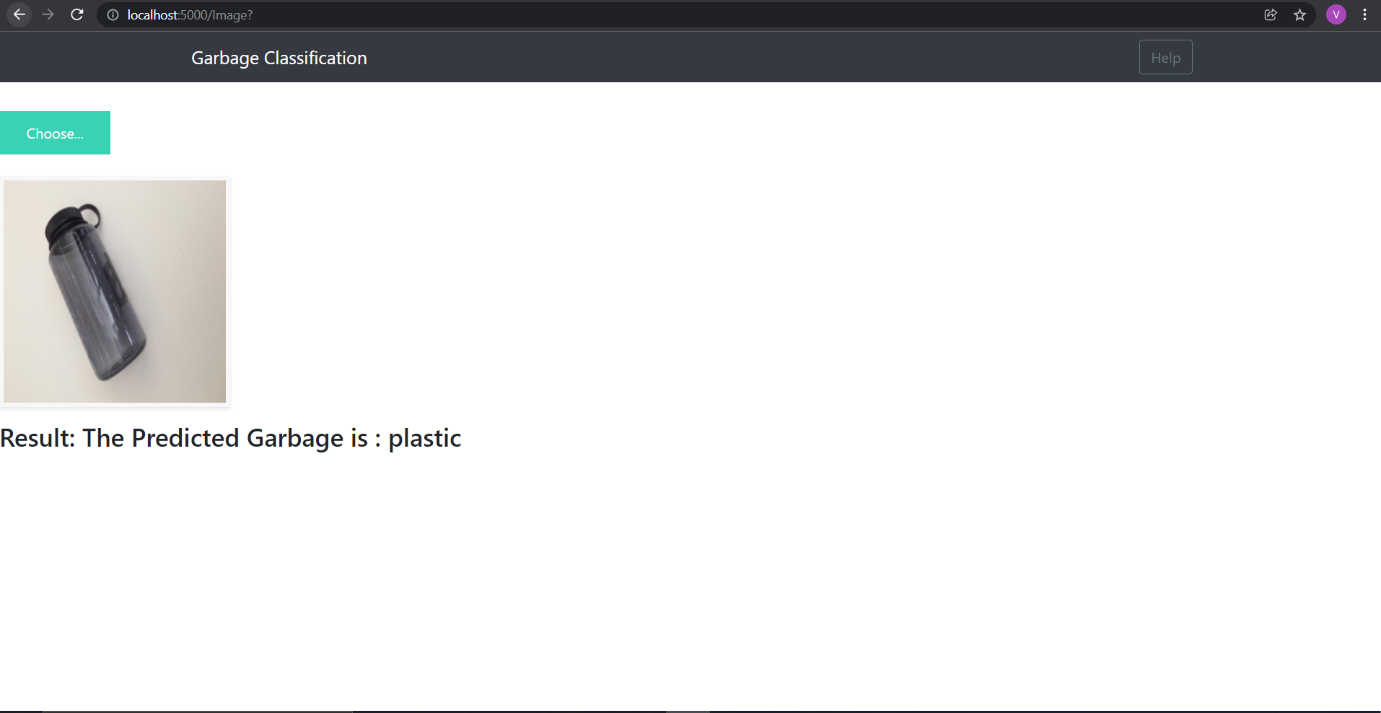 localhost:5000/Image?
V
Garbage Classification
Help
Choose...
Result: The Predicted Garbage is : plastic